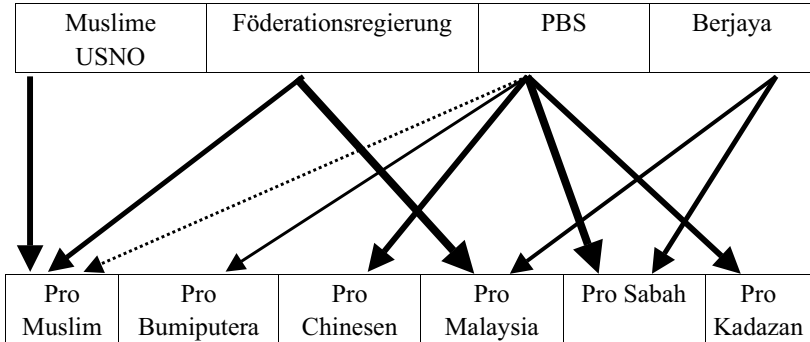 Muslime
USNO
Föderationsregierung
PBS
Berjaya
Pro
Muslim
Pro
Bumiputera
Pro
Chinesen
Pro
Malaysia
Pro Sabah
Pro
Kadazan